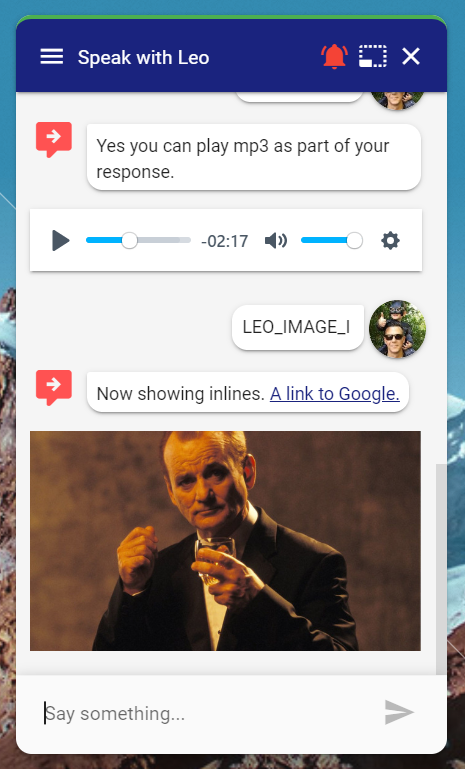 Speak with Leo
Yes you can play mp3 as part of your
response.
-02:17
LEO_IMAGE_I
Now showing inlines. A link to Google.
Say something...